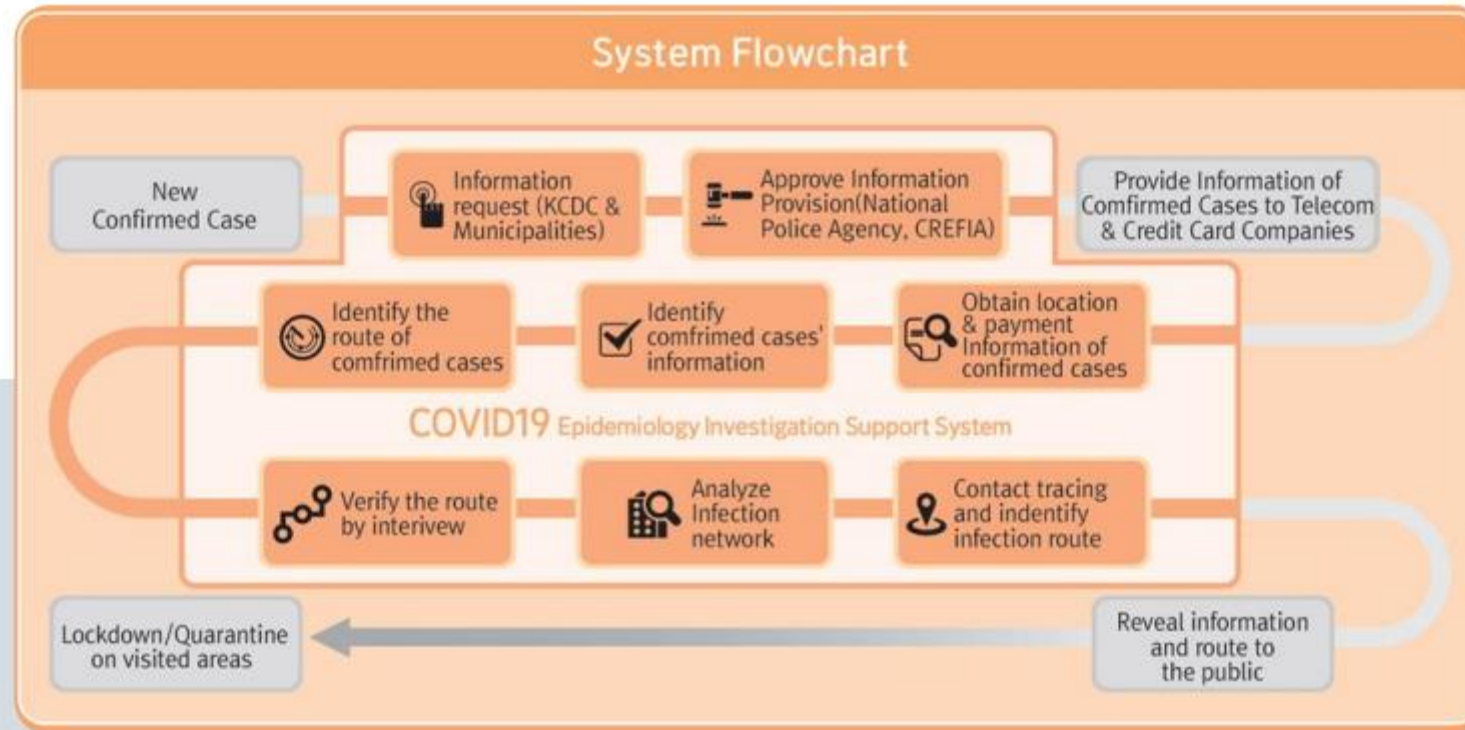 System Flowchart
New
Confirmed Case
Information
request (KCDC &
Municipalities)
Approve Information
Provision(National
Police Agency, CREFIA)
Provide Information of
Comfirmed Cases to Telecom
& Credit Card Companies
Obtain location
& payment
Information of
confirmed cases
Identify
comfrimed cases'
information
Identify the
route of
comfrimed cases
COVID19 Epidemiology Investigation Support System
Verify the route
by interivew
Analyze
Infection
network
Contact tracing
and indentify
infection route
Reveal information
and route to
the public
Lockdown/Quarantine
on visited areas